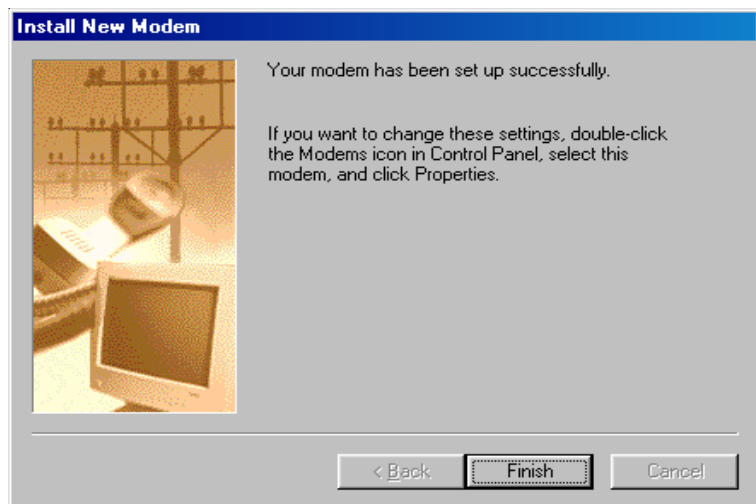 Install New Modem
Your modem has been set up successfully.
If you want to change these settings, double-click
the Modems icon in Control Panel, select this
modem, and click Properties.
< Back
Finish
Cancel